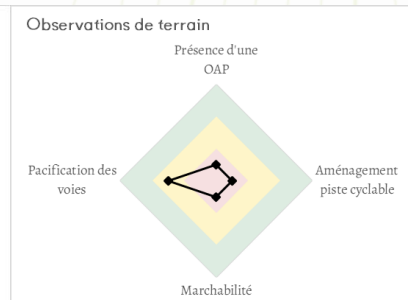 Observations de terrain
Présence d'une
OAP
Pacification des
voies
Aménagement
piste cyclable
Marchabilité